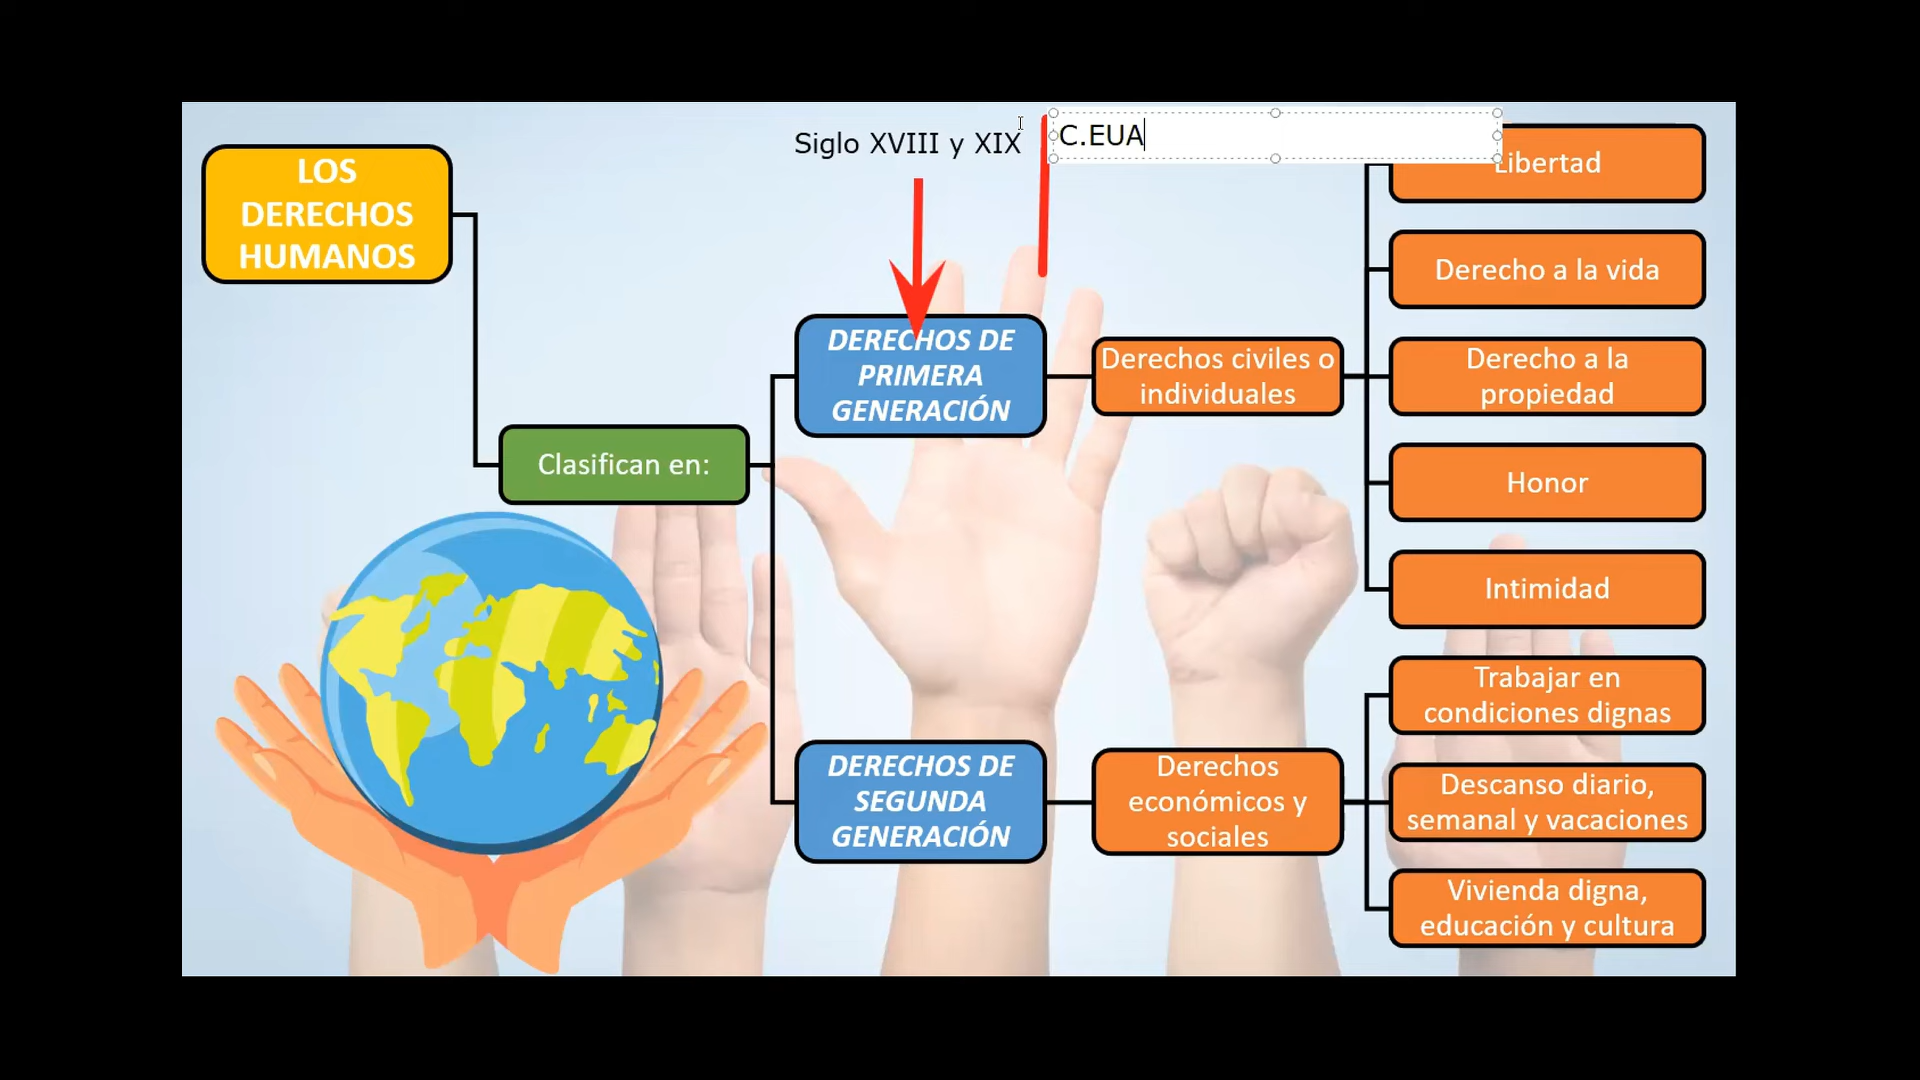 Siglo XVIII y XIX
C.EUA
LOS
DERECHOS
HUMANOS
Clasifican en:
DERECHOS DE
PRIMERA
GENERACIÓN
Derechos civiles o
individuales
Libertad
Derecho a la vida
Derecho a la
propiedad
Honor
Intimidad
DERECHOS DE
SEGUNDA
GENERACIÓN
Derechos
económicos y
sociales
Trabajar en
condiciones dignas
Descanso diario,
semanal y vacaciones
Vivienda digna,
educación y cultura